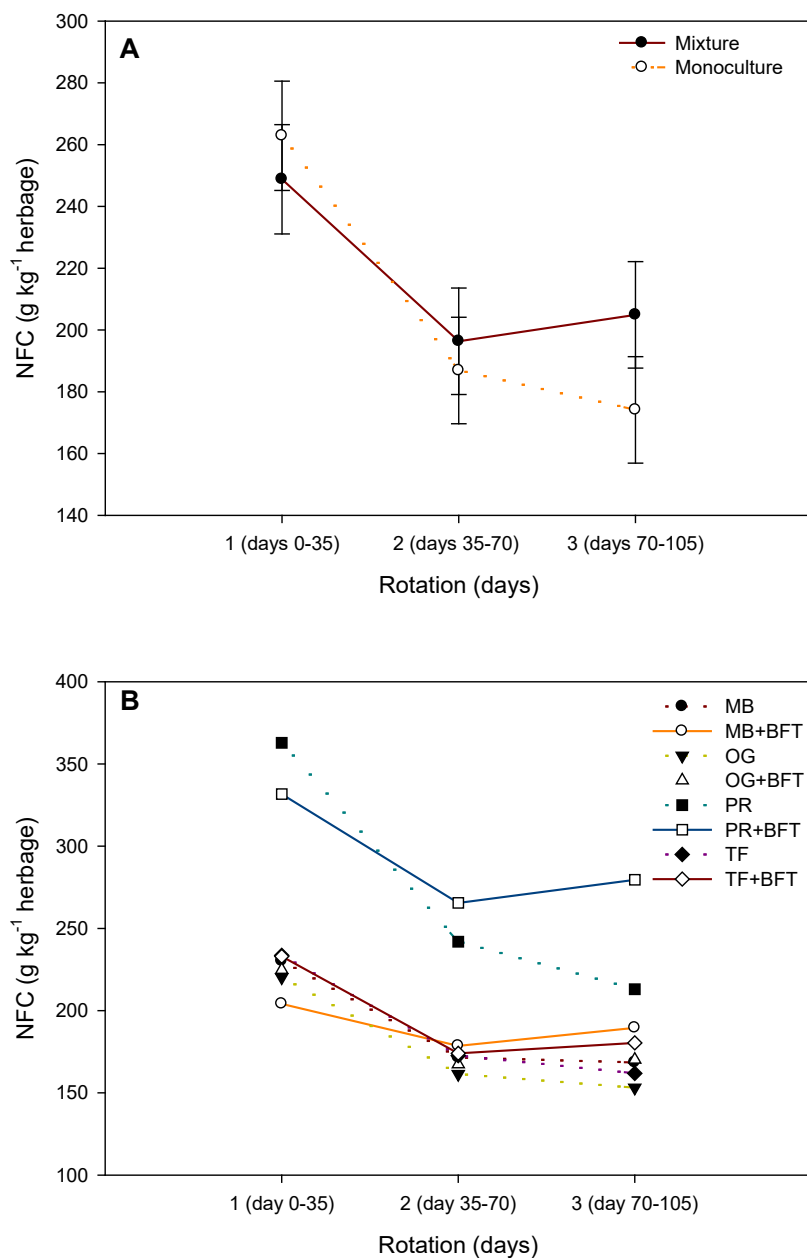 A
Mixture
Monoculture
300
280
260
240
220
200
180
160
140
NFC (g kg⁻¹ herbage)
1 (days 0-35) 2 (days 35-70) 3 (days 70-105)
Rotation (days)
B
MB
MB+BFT
OG
OG+BFT
PR
PR+BFT
TF
TF+BFT
400
350
300
250
200
150
100
NFC (g kg⁻¹ herbage)
1 (day 0-35) 2 (day 35-70) 3 (day 70-105)
Rotation (days)